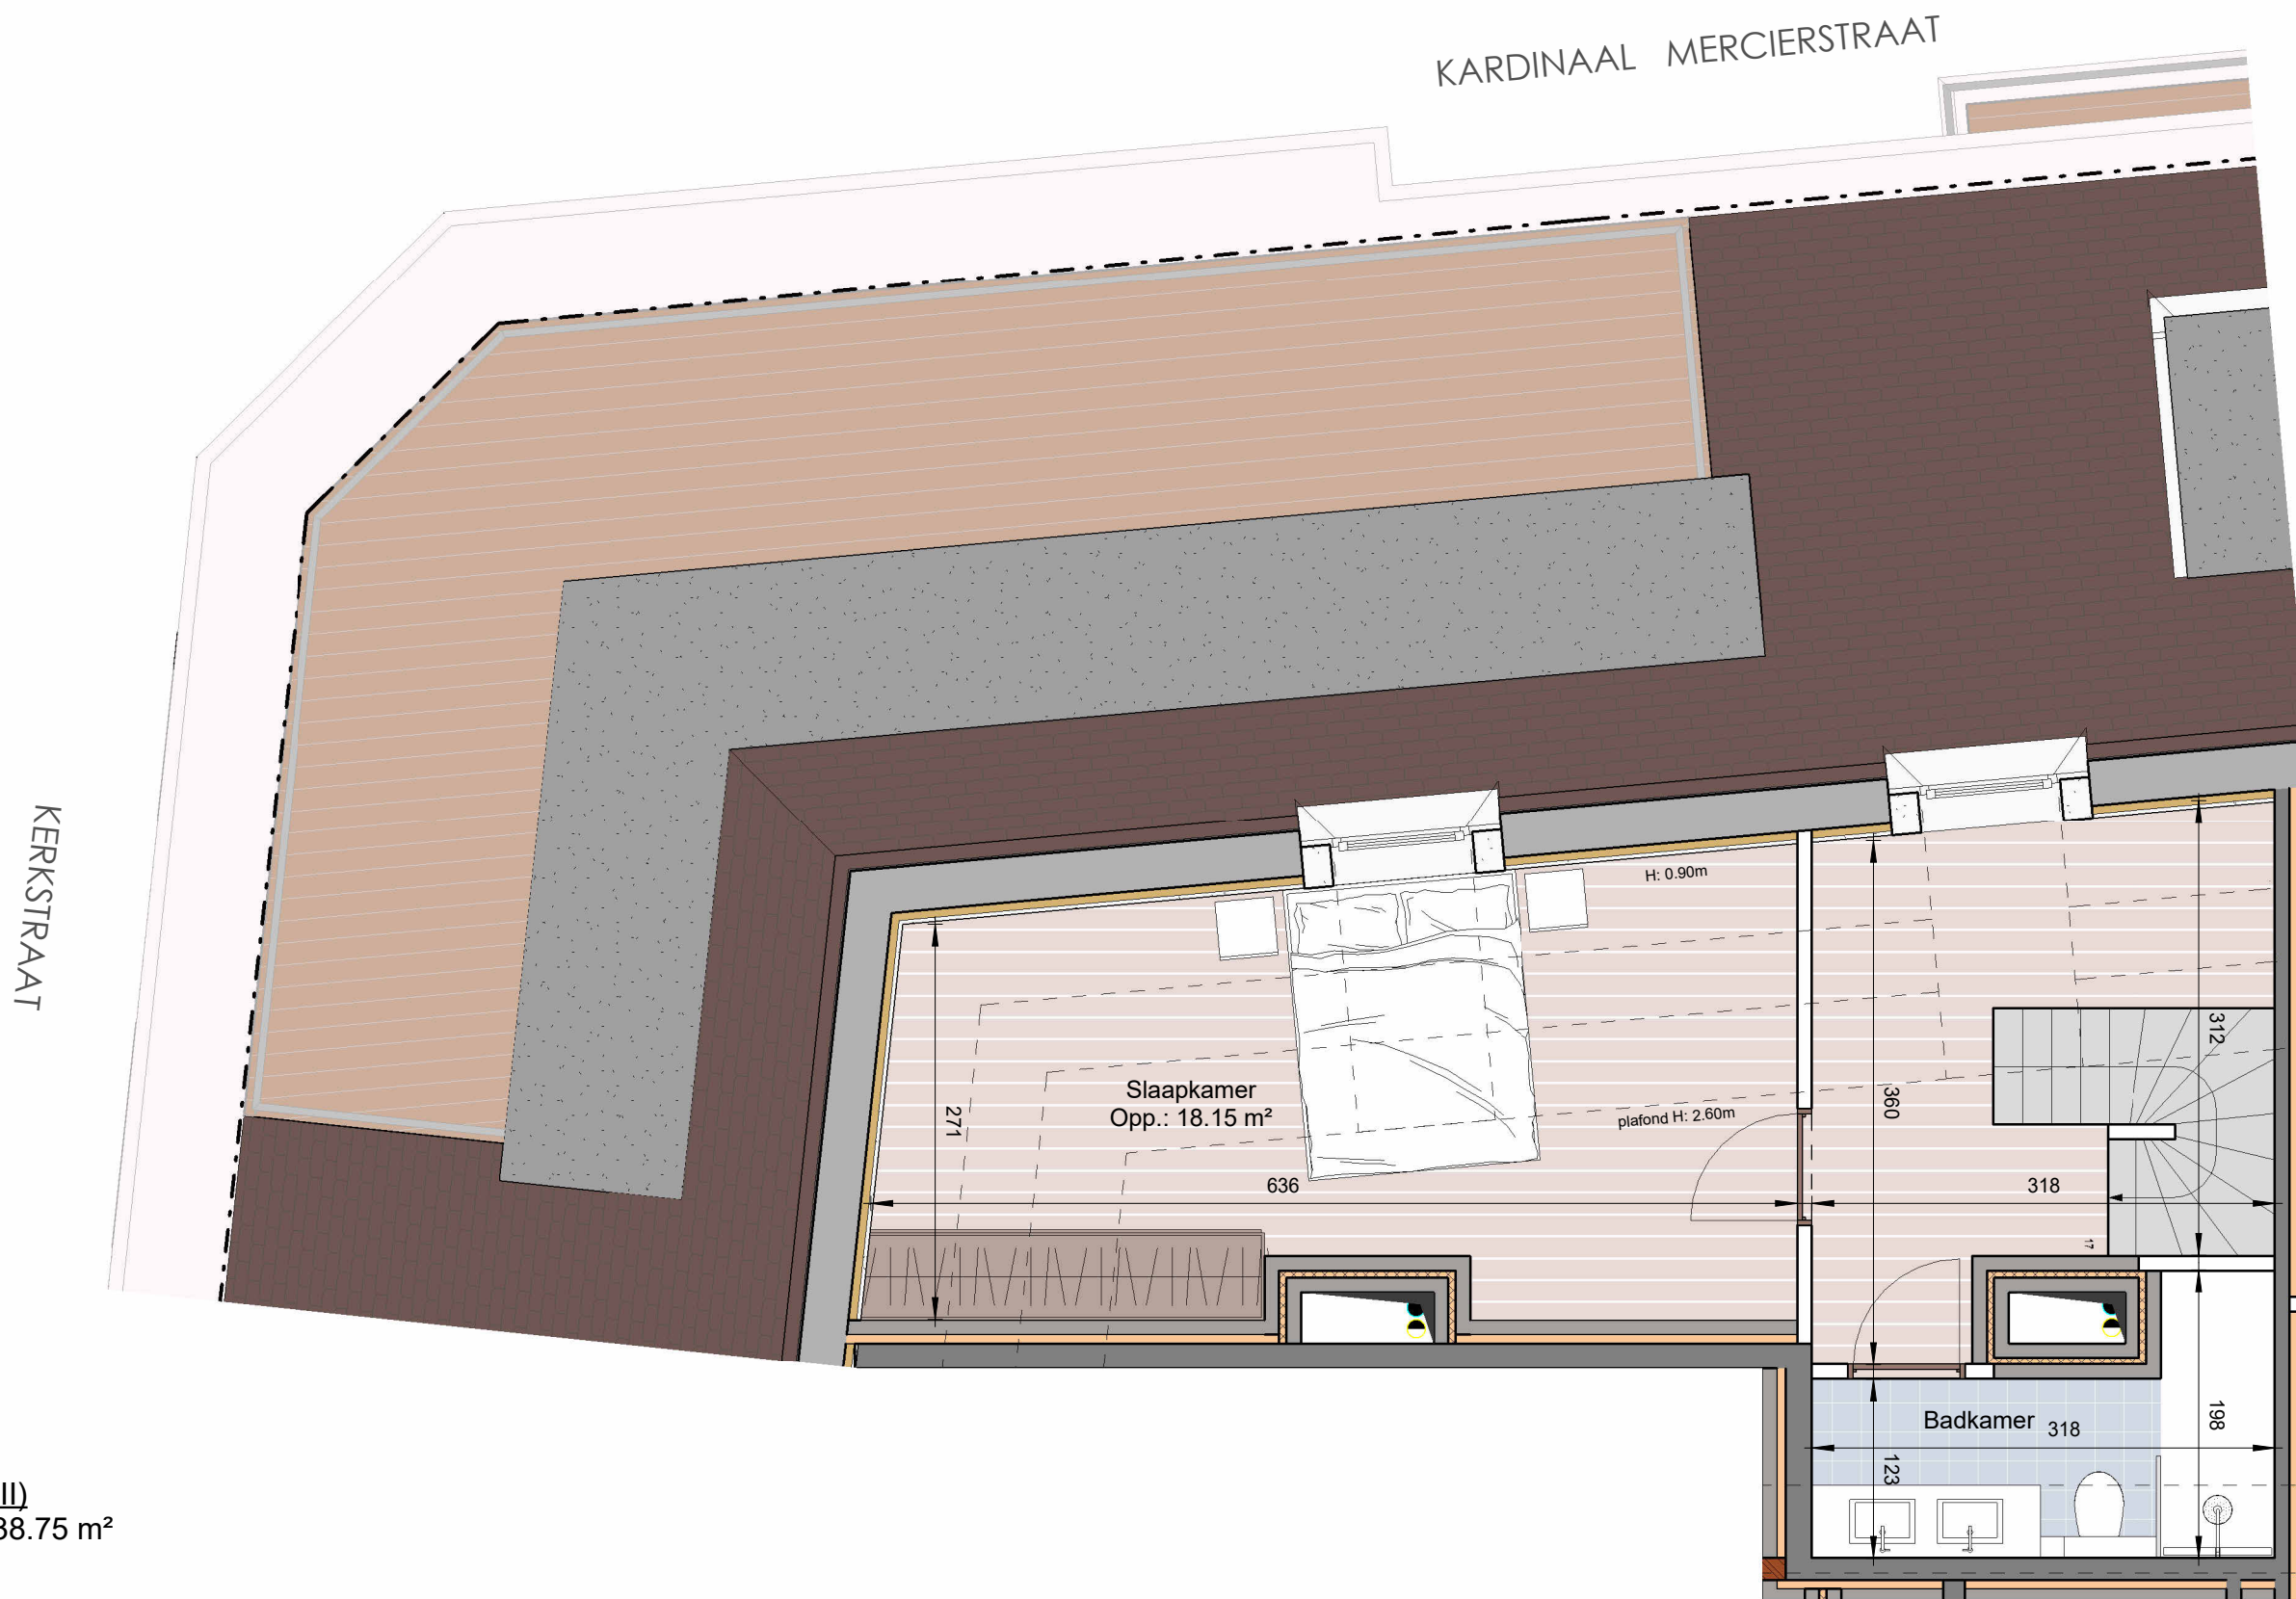 KARDINAAL MERCIERSTRAAT
KERKSTRAAT
H: 0.90m
Slaapkamer
Opp.: 18.15 m²
plafond H: 2.60m
271
636
360
312
318
17
Badkamer
318
198
123
II)
38.75 m²